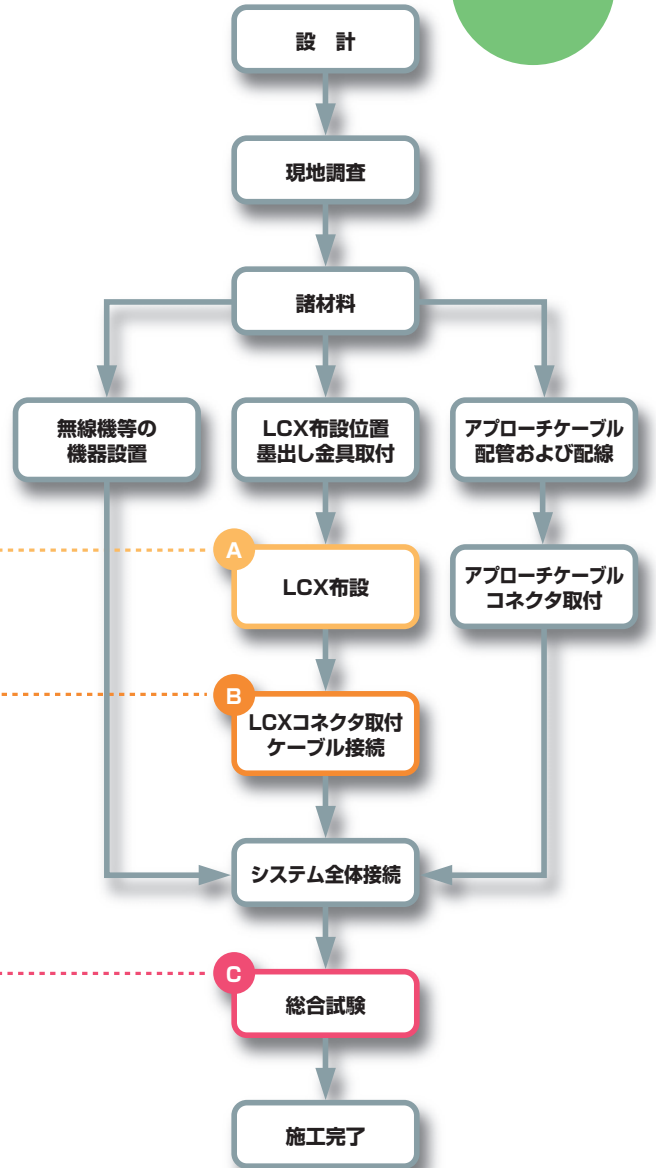 設 計
現地調査
諸材料
無線機等の
機器設置
LCX布設位置
墨出し金具取付
アプローチケーブル
配管および配線
A
LCX布設
アプローチケーブル
コネクタ取付
B
LCXコネクタ取付
ケーブル接続
システム全体接続
C
総合試験
施工完了